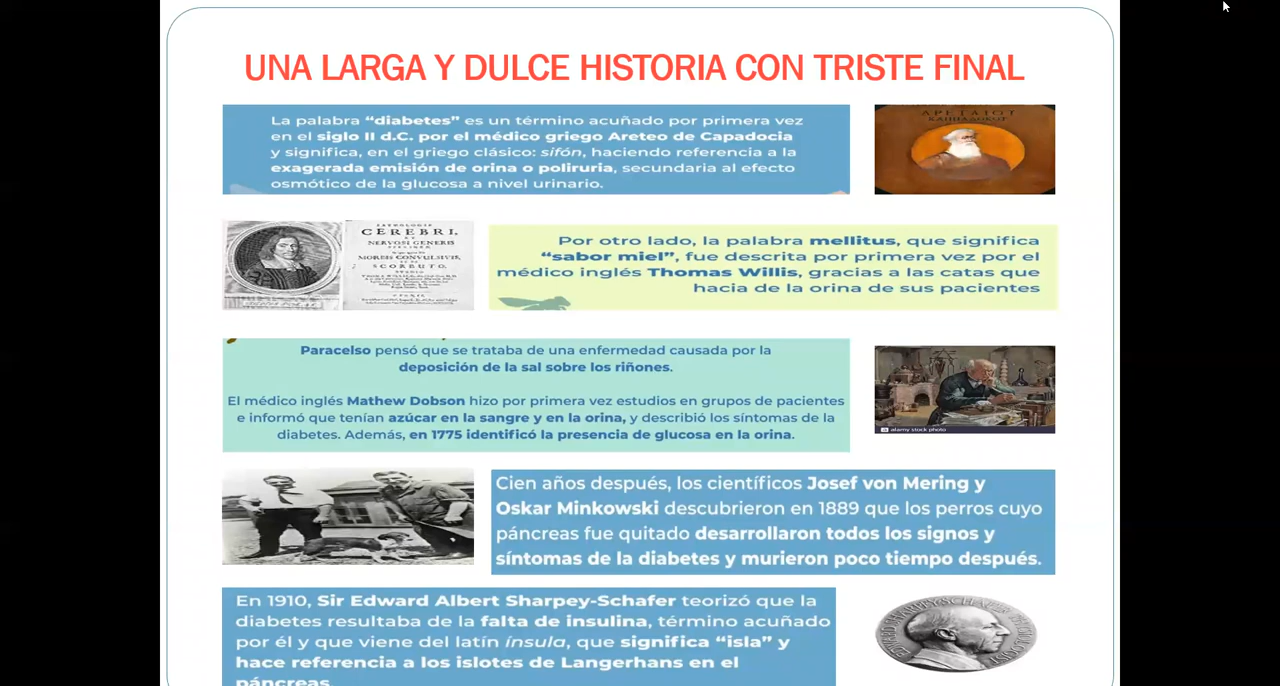 UNA LARGA Y DULCE HISTORIA CON TRISTE FINAL
La palabra “diabetes” es un término acuñado por primera vez
en el siglo II d.C. por el médico griego Areteo de Capadocia
y significa, en el griego clásico: sifón, haciendo referencia a la
exagerada emisión de orina o poliruria, secundaria al efecto
osmótico de la glucosa a nivel urinario.
CEREBRI,
NERVOSI GENERIS
MORBIS CONVULSIVIS,
SCORBUTO,
Por otro lado, la palabra mellitus, que significa
“sabor miel”, fue descrita por primera vez por el
médico inglés Thomas Willis, gracias a las catas que
hacia de la orina de sus pacientes
Paracelso pensó que se trataba de una enfermedad causada por la
deposición de la sal sobre los riñones.
El médico inglés Mathew Dobson hizo por primera vez estudios en grupos de pacientes
e informó que tenían azúcar en la sangre y en la orina, y describió los síntomas de la
diabetes. Además, en 1775 identificó la presencia de glucosa en la orina.
alamy stock photo
Cien años después, los científicos Josef von Mering y
Oskar Minkowski descubrieron en 1889 que los perros cuyo
páncreas fue quitado desarrollaron todos los signos y
síntomas de la diabetes y murieron poco tiempo después.
En 1910, Sir Edward Albert Sharpey-Schafer teorizó que la
diabetes resultaba de la falta de insulina, término acuñado
por él y que viene del latín ínsula, que significa “isla” y
hace referencia a los islotes de Langerhans en el
páncreas